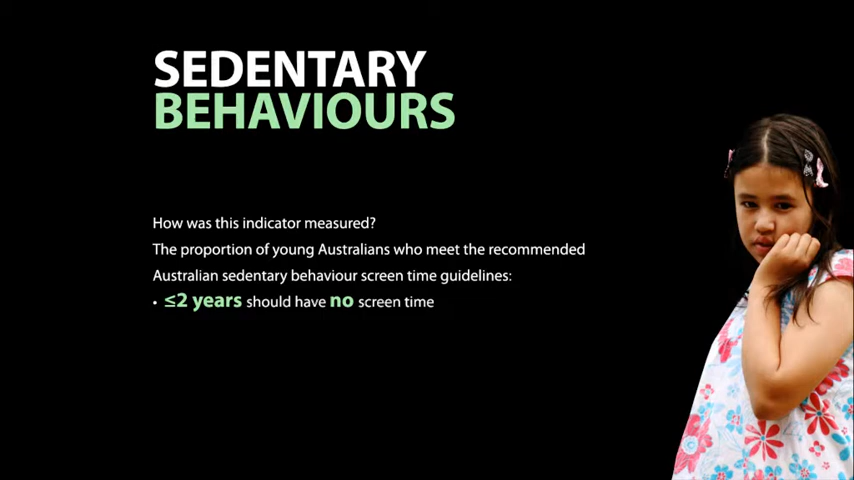 SEDENTARY
BEHAVIOURS
How was this indicator measured?
The proportion of young Australians who meet the recommended
Australian sedentary behaviour screen time guidelines:
• ≤2 years should have no screen time